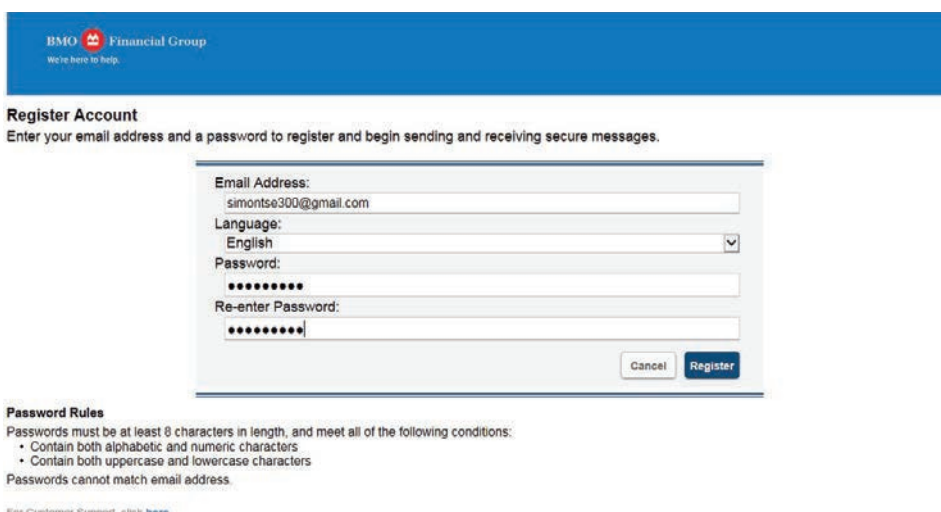 BMO Financial Group
We're here to help.
Register Account
Enter your email address and a password to register and begin sending and receiving secure messages.
Email Address:
simontse300@gmail.com
Language:
English
Password:
●●●●●●●●●
Re-enter Password:
●●●●●●●●●
Cancel Register
Password Rules
Passwords must be at least 8 characters in length, and meet all of the following conditions:
• Contain both alphabetic and numeric characters
• Contain both uppercase and lowercase characters
Passwords cannot match email address.
For Customer Support, click here